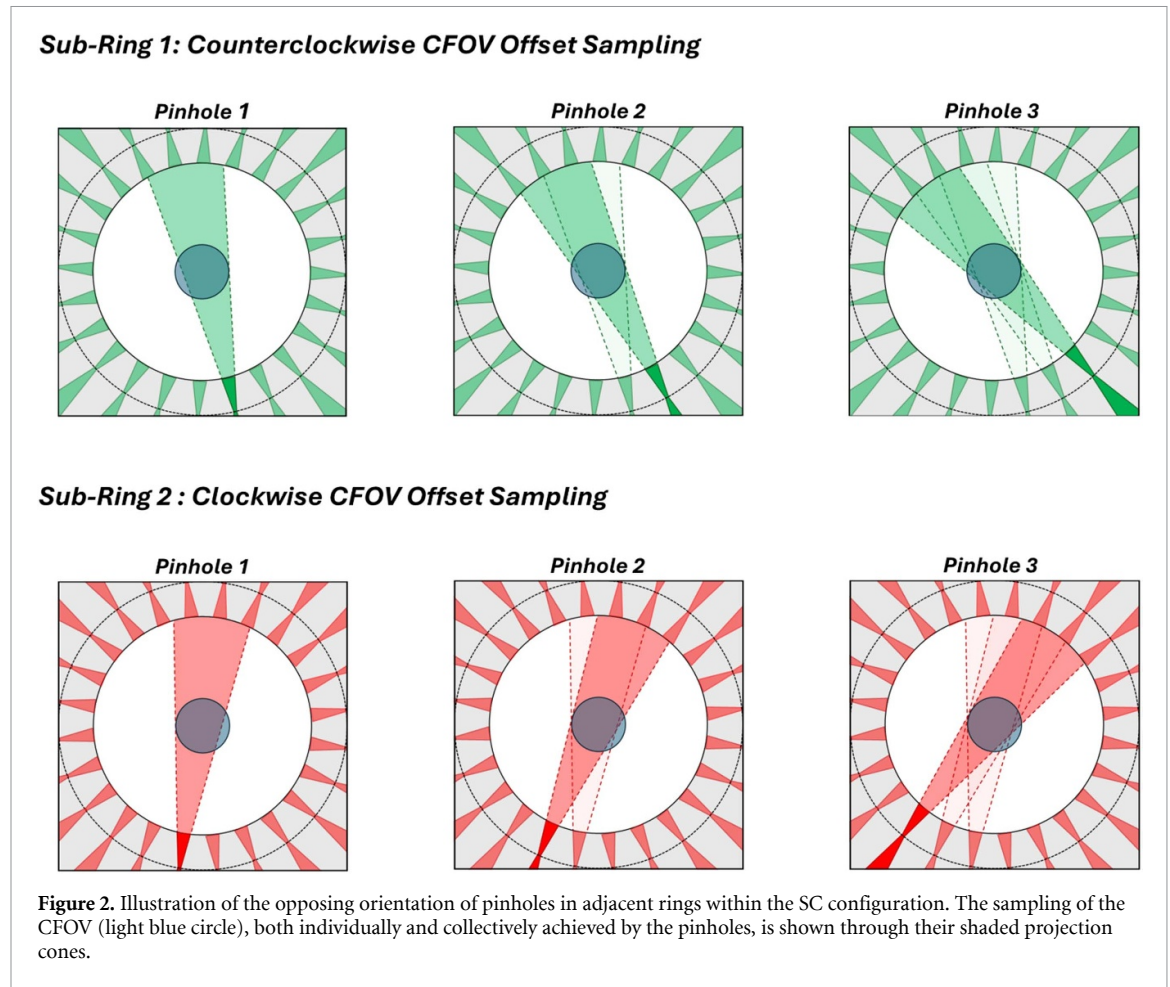 Sub-Ring 1: Counterclockwise CFOV Offset Sampling
Pinhole 1
Pinhole 2
Pinhole 3
Sub-Ring 2 : Clockwise CFOV Offset Sampling
Pinhole 1
Pinhole 2
Pinhole 3
Figure 2. Illustration of the opposing orientation of pinholes in adjacent rings within the SC configuration. The sampling of the
CFOV (light blue circle), both individually and collectively achieved by the pinholes, is shown through their shaded projection
cones.